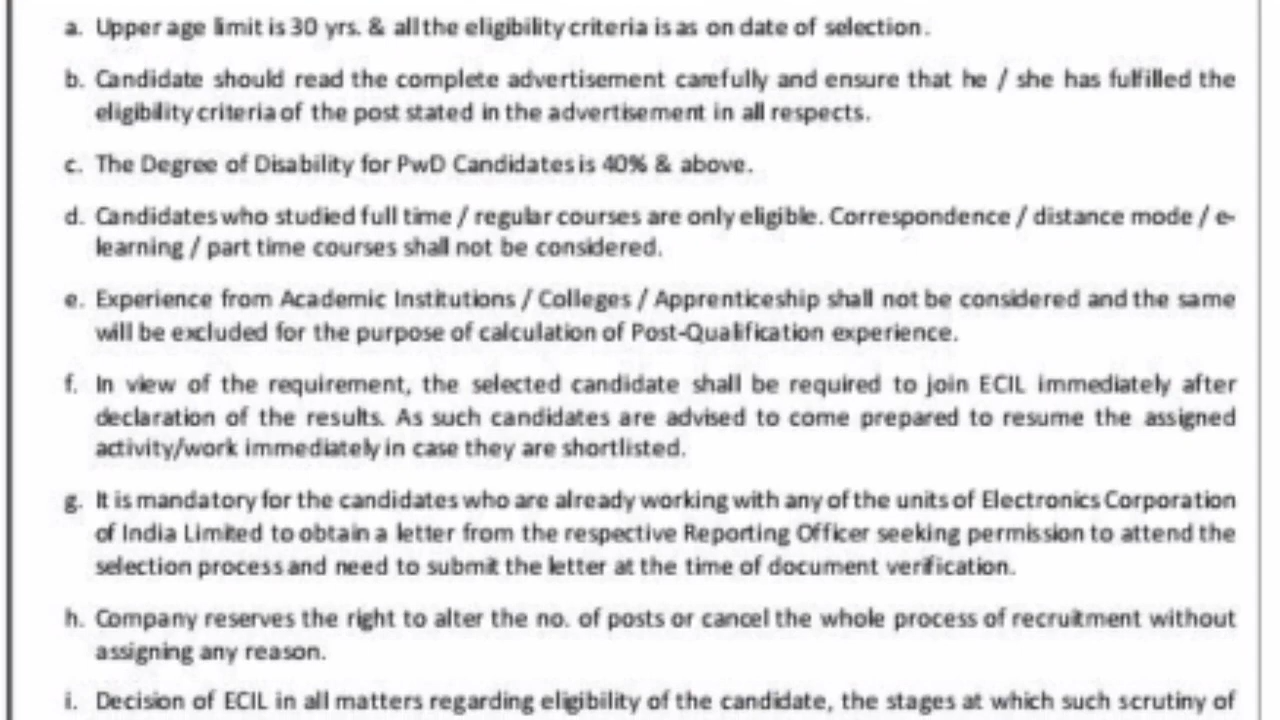 a. Upper age limit is 30 yrs. & all the eligibility criteria is as on date of selection.
b. Candidate should read the complete advertisement carefully and ensure that he / she has fulfilled the
eligibility criteria of the post stated in the advertisement in all respects.
c. The Degree of Disability for PwD Candidates is 40% & above.
d. Candidates who studied full time / regular courses are only eligible. Correspondence / distance mode / e-
learning / part time courses shall not be considered.
e. Experience from Academic Institutions / Colleges / Apprenticeship shall not be considered and the same
will be excluded for the purpose of calculation of Post-Qualification experience.
f. In view of the requirement, the selected candidate shall be required to join ECIL immediately after
declaration of the results. As such candidates are advised to come prepared to resume the assigned
activity/work immediately in case they are shortlisted.
g. It is mandatory for the candidates who are already working with any of the units of Electronics Corporation
of India Limited to obtain a letter from the respective Reporting Officer seeking permission to attend the
selection process and need to submit the letter at the time of document verification.
h. Company reserves the right to alter the no. of posts or cancel the whole process of recruitment without
assigning any reason.
i. Decision of ECIL in all matters regarding eligibility of the candidate, the stages at which such scrutiny of